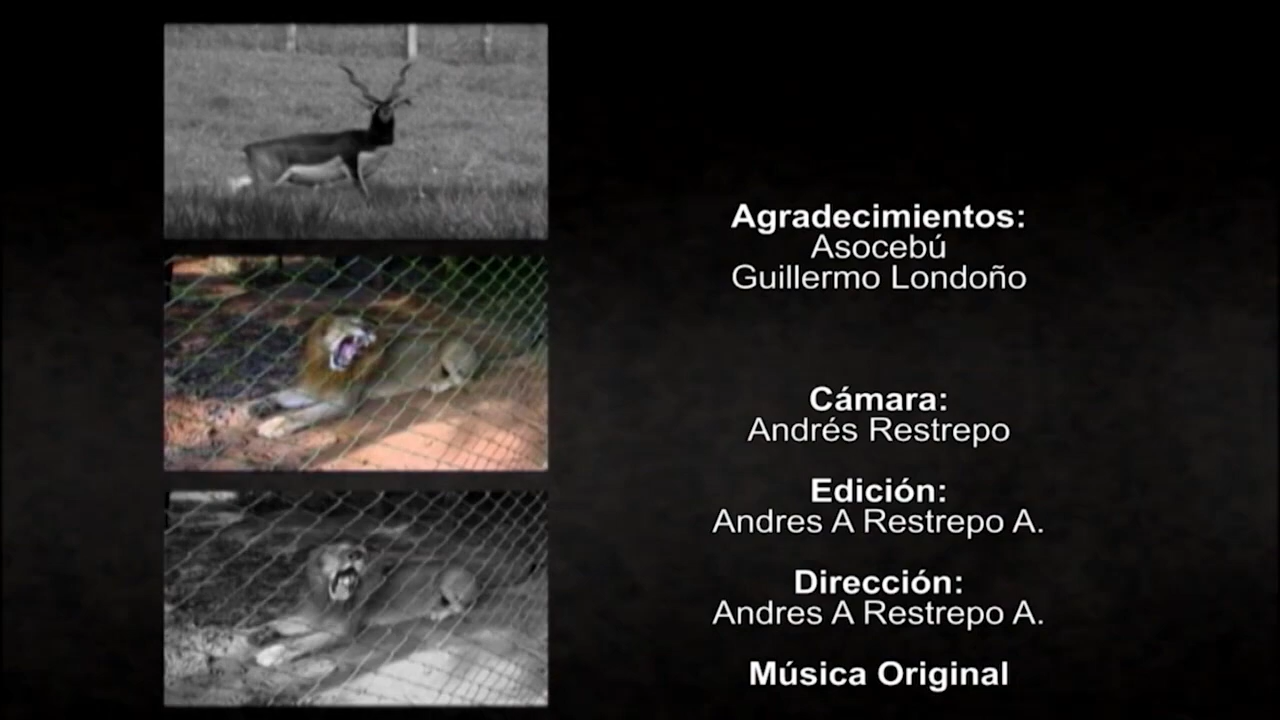 Agradecimientos:
Asocebú
Guillermo Londoño
Cámara:
Andrés Restrepo
Edición:
Andres A Restrepo A.
Dirección:
Andres A Restrepo A.
Música Original